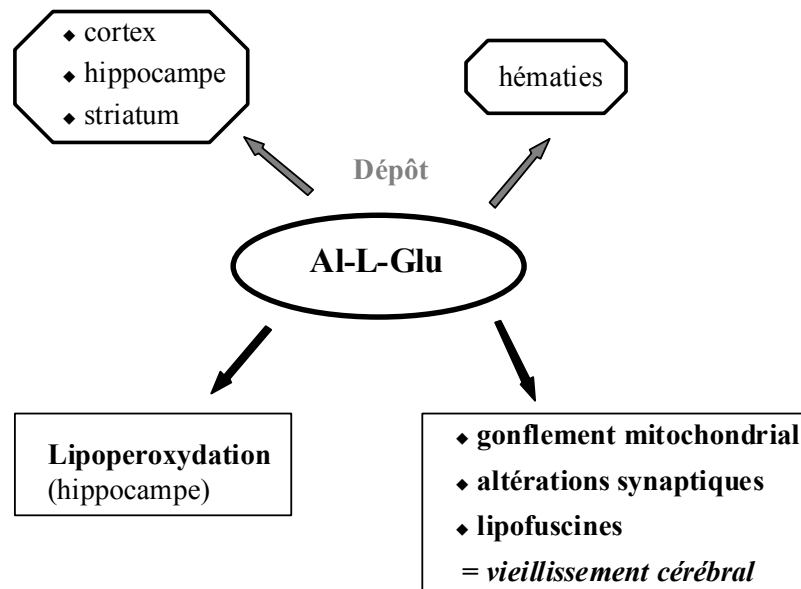 ◆ cortex
◆ hippocampe
◆ striatum
hématies
Dépôt
Al-L-Glu
Lipoperoxydation
(hippocampe)
◆ gonflement mitochondrial
◆ altérations synaptiques
◆ lipofuscines
= vieillissement cérébral